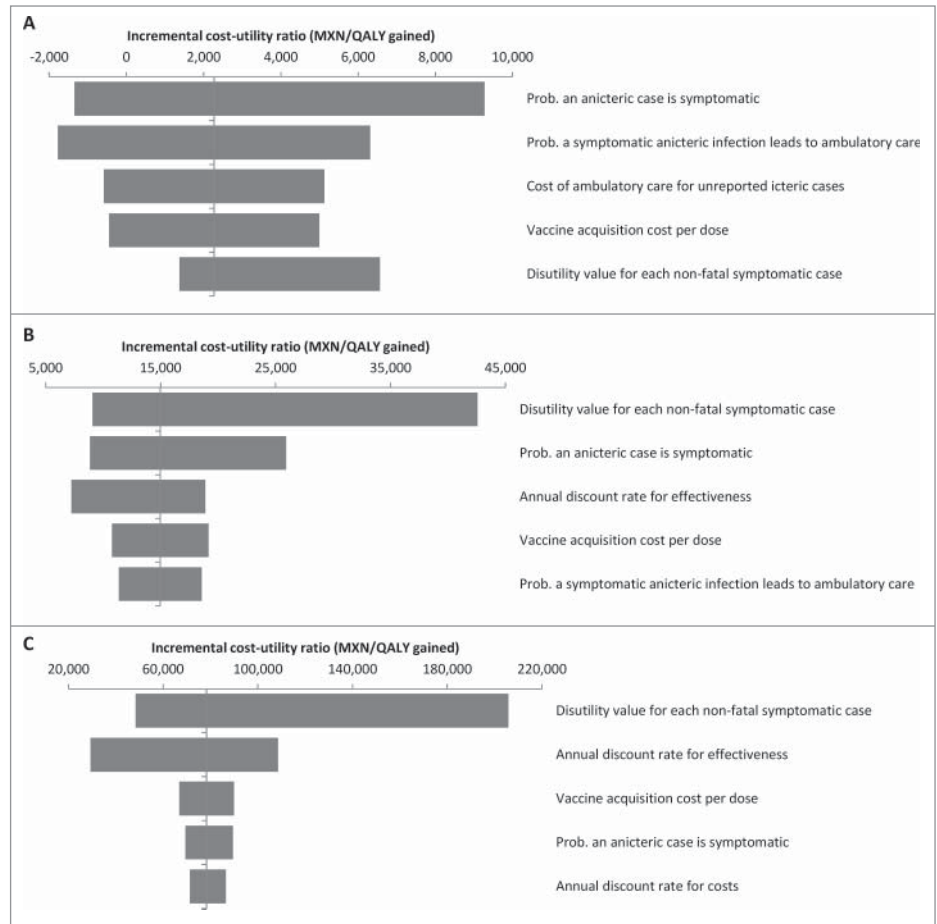 A
Incremental cost-utility ratio (MXN/QALY gained)
-2,000 0 2,000 4,000 6,000 8,000 10,000
Prob. an anicteric case is symptomatic
Prob. a symptomatic anicteric infection leads to ambulatory care
Cost of ambulatory care for unreported icteric cases
Vaccine acquisition cost per dose
Disutility value for each non-fatal symptomatic case
B
Incremental cost-utility ratio (MXN/QALY gained)
5,000 15,000 25,000 35,000 45,000
Disutility value for each non-fatal symptomatic case
Prob. an anicteric case is symptomatic
Annual discount rate for effectiveness
Vaccine acquisition cost per dose
Prob. a symptomatic anicteric infection leads to ambulatory care
C
Incremental cost-utility ratio (MXN/QALY gained)
20,000 60,000 100,000 140,000 180,000 220,000
Disutility value for each non-fatal symptomatic case
Annual discount rate for effectiveness
Vaccine acquisition cost per dose
Prob. an anicteric case is symptomatic
Annual discount rate for costs